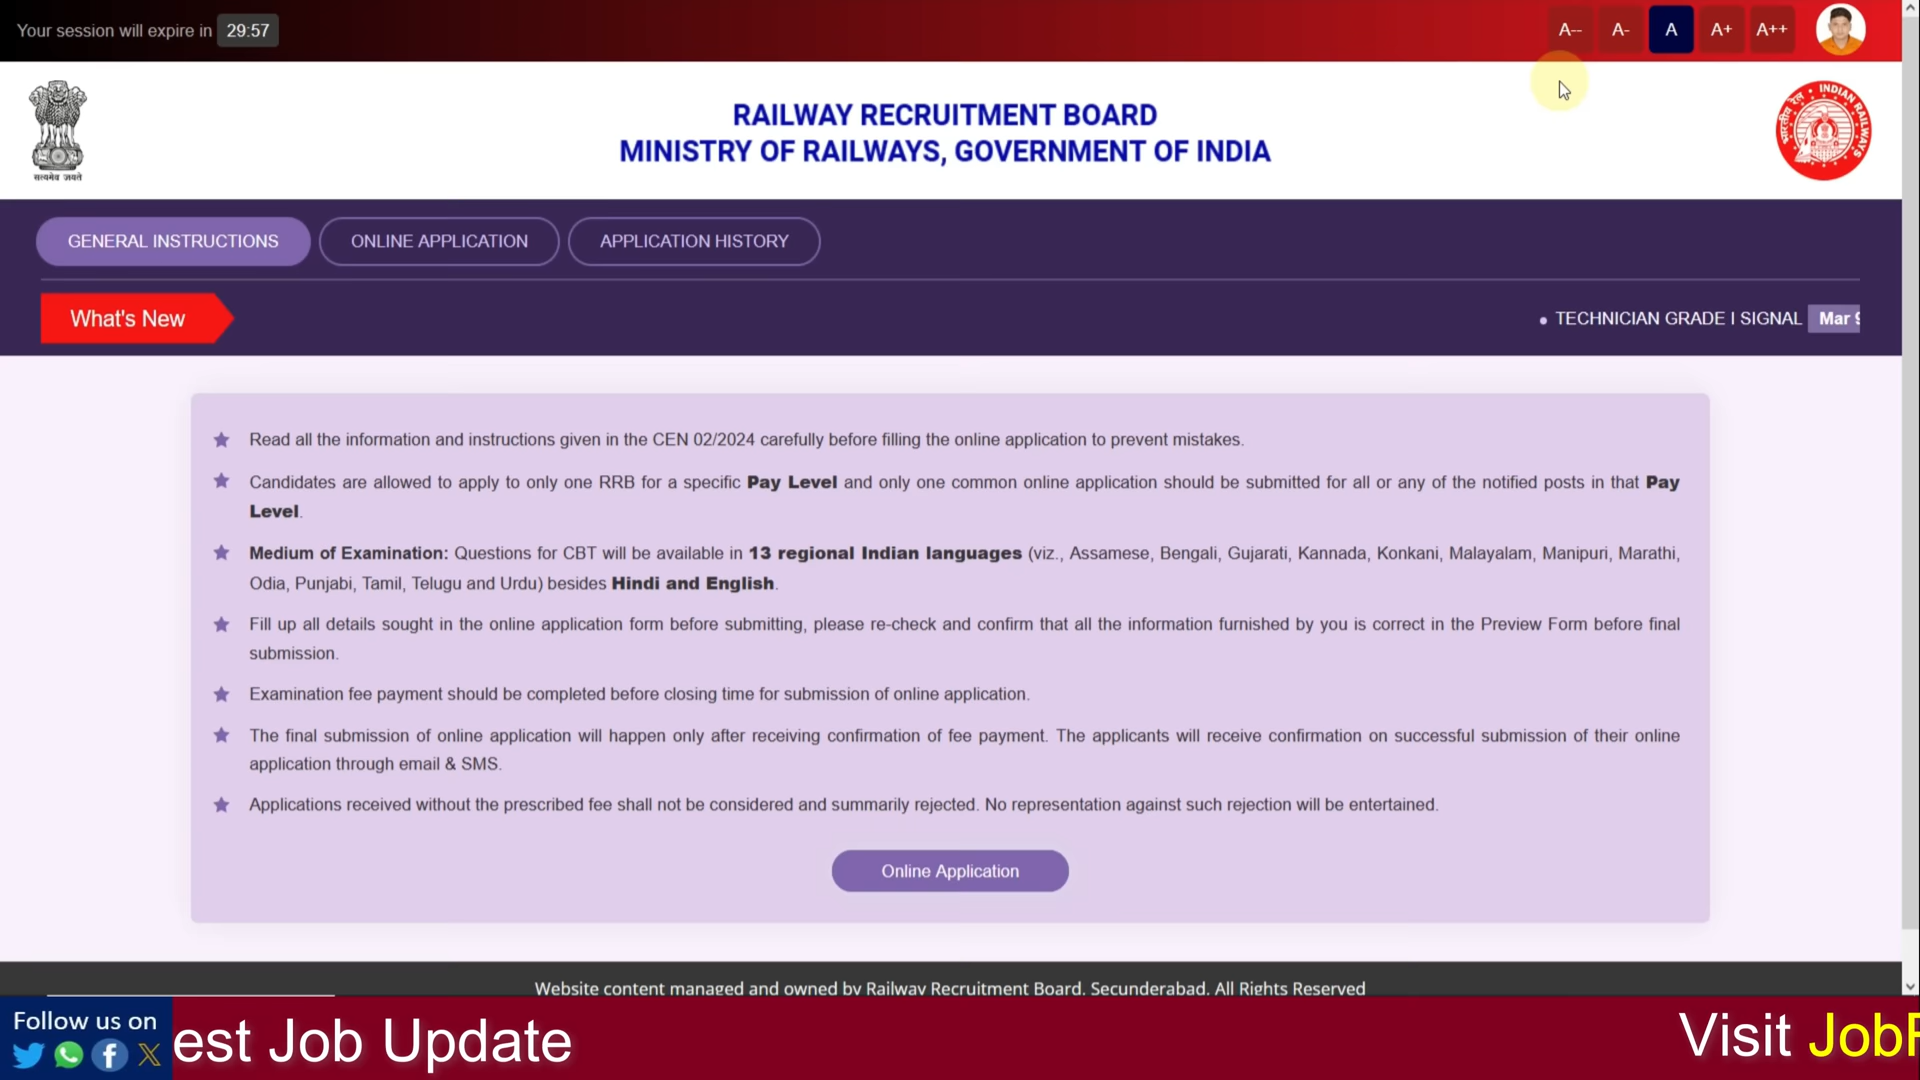 Your session will expire in 29:57
A-- A- A A+ A++
RAILWAY RECRUITMENT BOARD
MINISTRY OF RAILWAYS, GOVERNMENT OF INDIA
सत्यमेव जयते
भारतीय रेल • INDIAN RAILWAYS
GENERAL INSTRUCTIONS ONLINE APPLICATION APPLICATION HISTORY
What's New
• TECHNICIAN GRADE I SIGNAL Mar 9
Read all the information and instructions given in the CEN 02/2024 carefully before filling the online application to prevent mistakes.
Candidates are allowed to apply to only one RRB for a specific Pay Level and only one common online application should be submitted for all or any of the notified posts in that Pay
Level.
Medium of Examination: Questions for CBT will be available in 13 regional Indian languages (viz., Assamese, Bengali, Gujarati, Kannada, Konkani, Malayalam, Manipuri, Marathi,
Odia, Punjabi, Tamil, Telugu and Urdu) besides Hindi and English.
Fill up all details sought in the online application form before submitting, please re-check and confirm that all the information furnished by you is correct in the Preview Form before final
submission.
Examination fee payment should be completed before closing time for submission of online application.
The final submission of online application will happen only after receiving confirmation of fee payment. The applicants will receive confirmation on successful submission of their online
application through email & SMS.
Applications received without the prescribed fee shall not be considered and summarily rejected. No representation against such rejection will be entertained.
Online Application
Website content managed and owned by Railway Recruitment Board, Secunderabad. All Rights Reserved
Follow us on
est Job Update
Visit Job